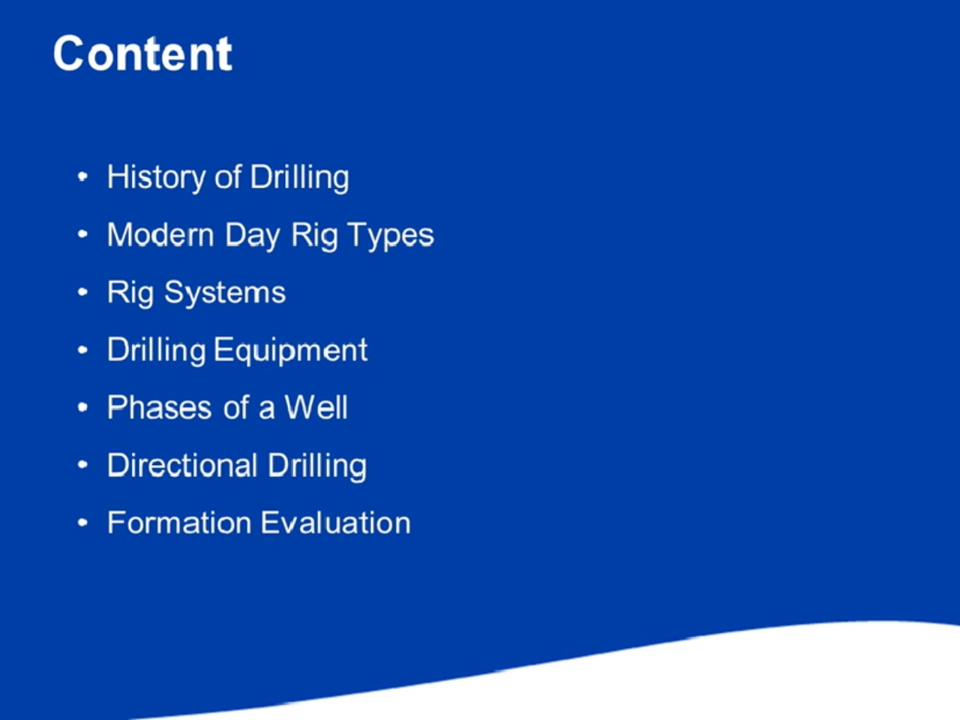 Content
• History of Drilling
• Modern Day Rig Types
• Rig Systems
• Drilling Equipment
• Phases of a Well
• Directional Drilling
• Formation Evaluation